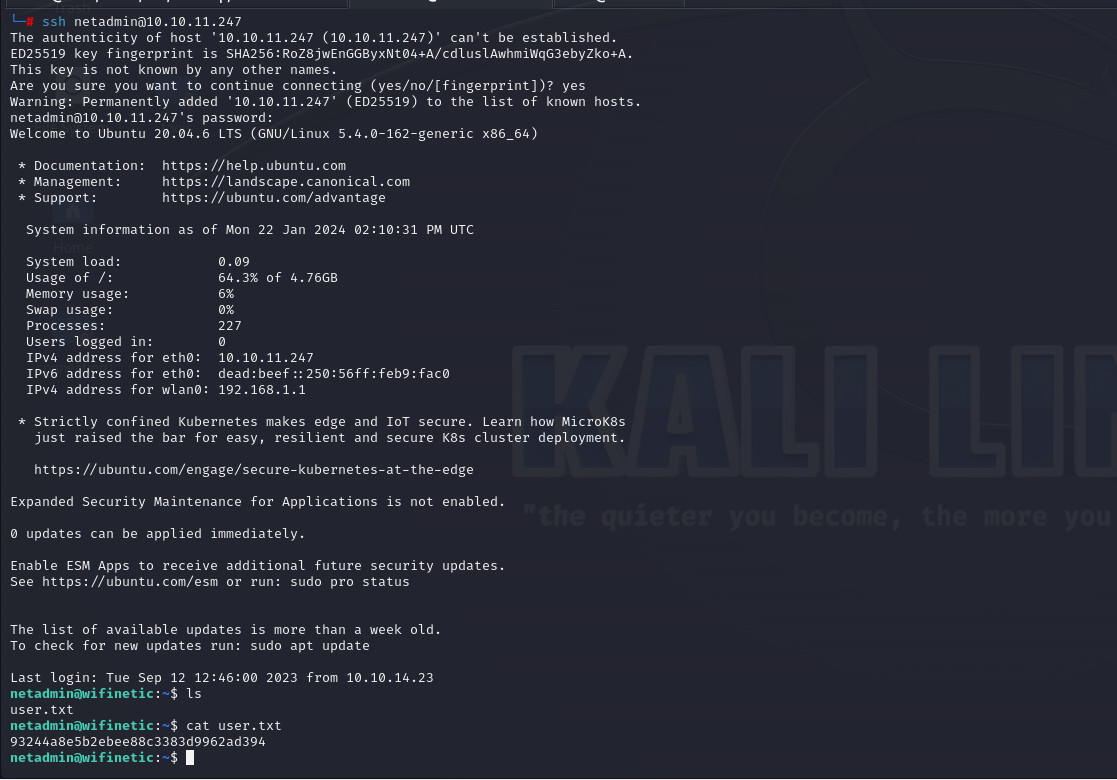 Trash
└─# ssh netadmin@10.10.11.247
The authenticity of host '10.10.11.247 (10.10.11.247)' can't be established.
ED25519 key fingerprint is SHA256:RoZ8jwEnGGByxNt04+A/cdluslAwhmiWqG3ebyZko+A.
This key is not known by any other names.
Are you sure you want to continue connecting (yes/no/[fingerprint])? yes
Warning: Permanently added '10.10.11.247' (ED25519) to the list of known hosts.
netadmin@10.10.11.247's password:
Welcome to Ubuntu 20.04.6 LTS (GNU/Linux 5.4.0-162-generic x86_64)
* Documentation:  https://help.ubuntu.com
* Management:     https://landscape.canonical.com
* Support:        https://ubuntu.com/advantage
System information as of Mon 22 Jan 2024 02:10:31 PM UTC
Home
System load:            0.09
Usage of /:             64.3% of 4.76GB
Memory usage:           6%
Swap usage:             0%
Processes:              227
Users logged in:        0
IPv4 address for eth0:  10.10.11.247
IPv6 address for eth0:  dead:beef::250:56ff:feb9:fac0
IPv4 address for wlan0: 192.168.1.1
* Strictly confined Kubernetes makes edge and IoT secure. Learn how MicroK8s
just raised the bar for easy, resilient and secure K8s cluster deployment.
KALI LI
https://ubuntu.com/engage/secure-kubernetes-at-the-edge
Expanded Security Maintenance for Applications is not enabled.
"the quieter you become, the more you
0 updates can be applied immediately.
Enable ESM Apps to receive additional future security updates.
See https://ubuntu.com/esm or run: sudo pro status
The list of available updates is more than a week old.
To check for new updates run: sudo apt update
Last login: Tue Sep 12 12:46:00 2023 from 10.10.14.23
netadmin@wifinetic:~$ ls
user.txt
netadmin@wifinetic:~$ cat user.txt
93244a8e5b2ebee88c3383d9962ad394
netadmin@wifinetic:~$